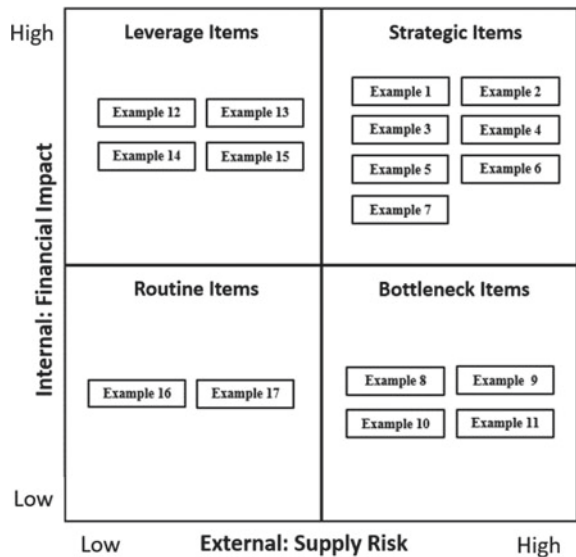 High
Leverage Items
Strategic Items
Example 12
Example 13
Example 14
Example 15
Example 1
Example 2
Example 3
Example 4
Example 5
Example 6
Example 7
Internal: Financial Impact
Routine Items
Bottleneck Items
Example 16
Example 17
Example 8
Example 9
Example 10
Example 11
Low
Low
External: Supply Risk
High